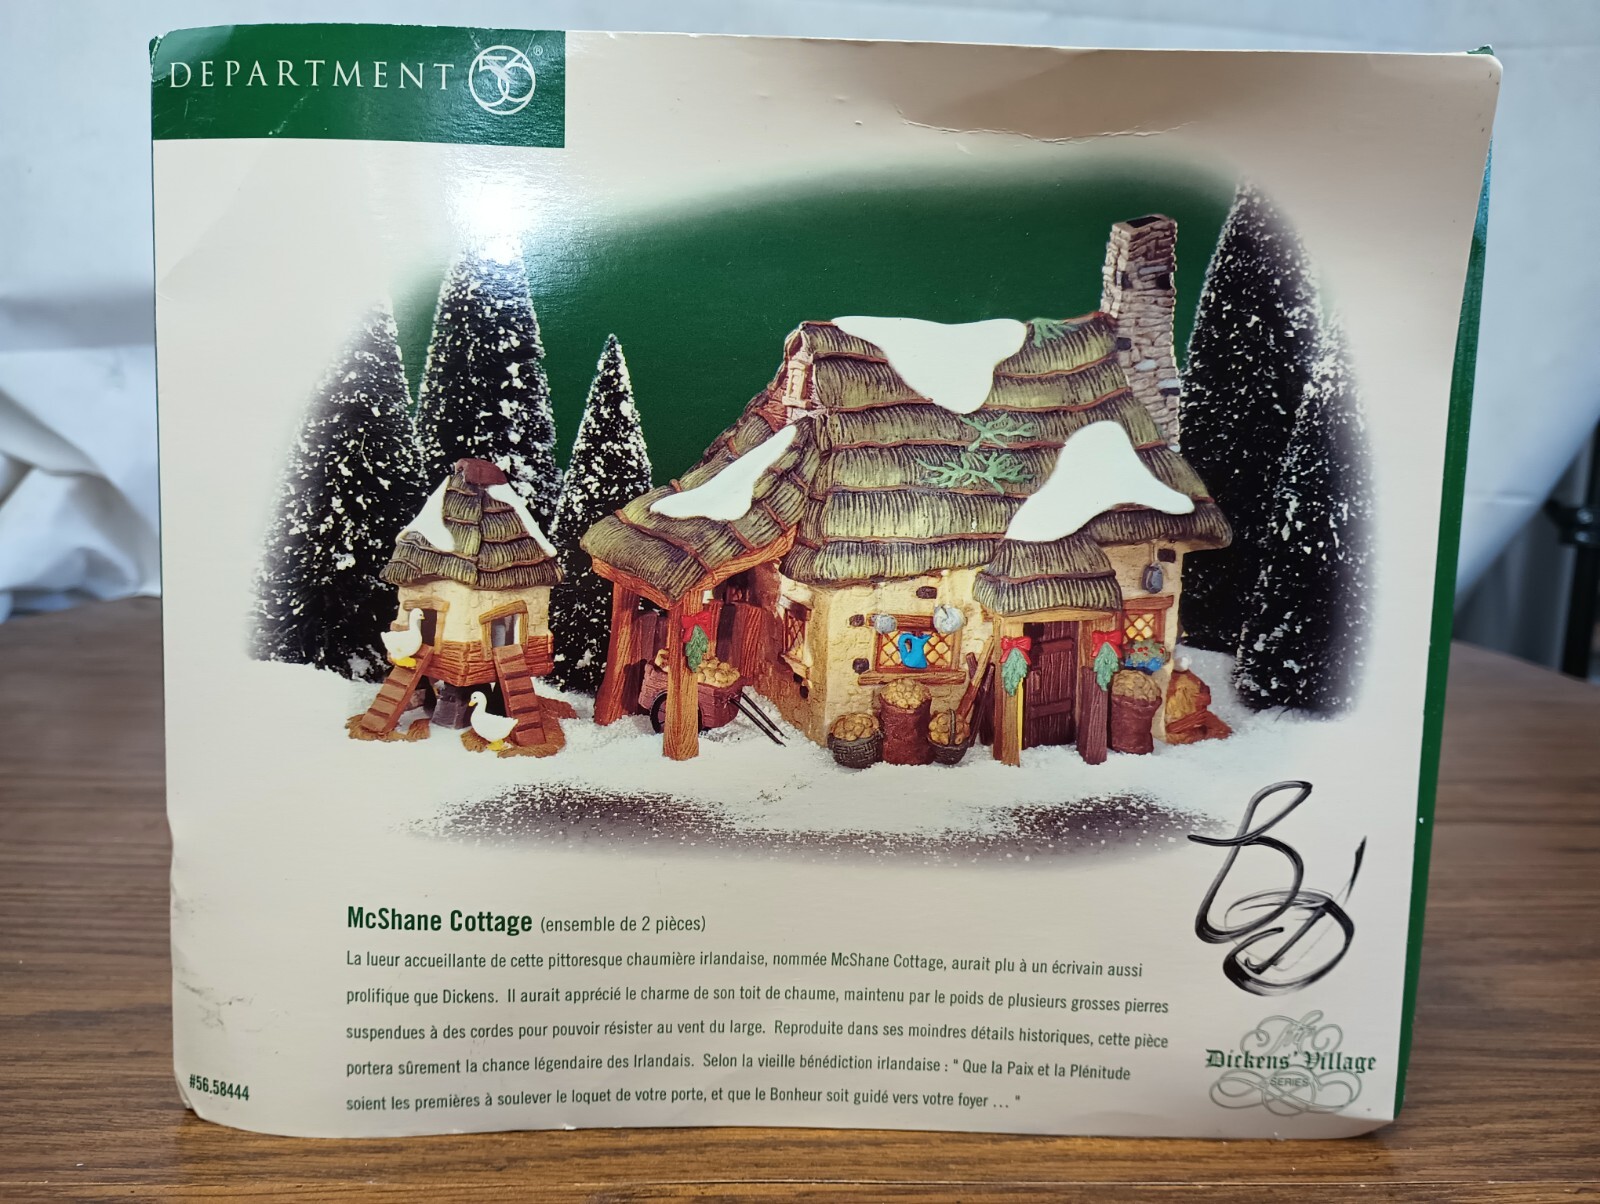 DEPARTMENT 56®
McShane Cottage (ensemble de 2 pièces)
La lueur accueillante de cette pittoresque chaumière irlandaise, nommée McShane Cottage, aurait plu à un écrivain aussi
prolifique que Dickens. Il aurait apprécié le charme de son toit de chaume, maintenu par le poids de plusieurs grosses pierres
suspendues à des cordes pour pouvoir résister au vent du large. Reproduite dans ses moindres détails historiques, cette pièce
portera sûrement la chance légendaire des Irlandais. Selon la vieille bénédiction irlandaise : " Que la Paix et la Plénitude
soient les premières à soulever le loquet de votre porte, et que le Bonheur soit guidé vers votre foyer ... "
#56.58444
The
Dickens' Village
SERIES